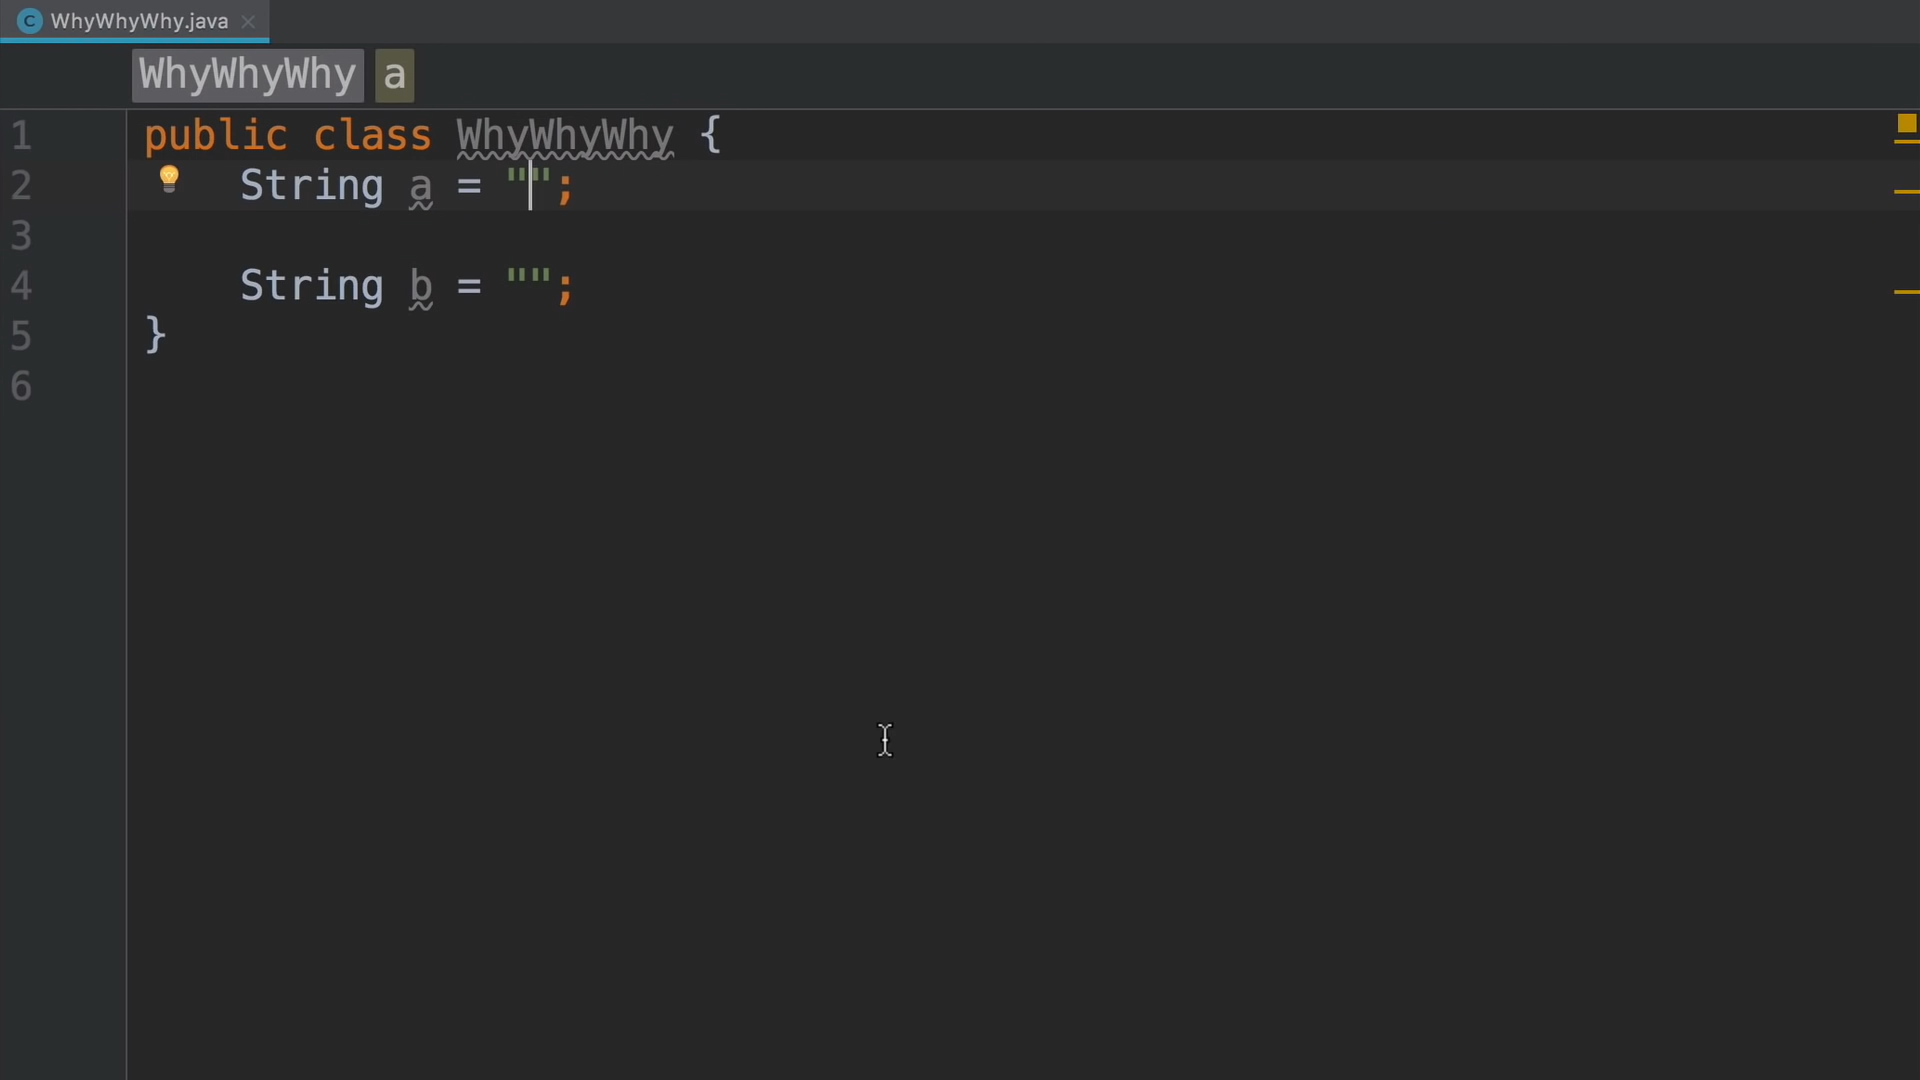 C WhyWhyWhy.java ×
WhyWhyWhy a
1 public class WhyWhyWhy {
2 String a = "";
3
4 String b = "";
5 }
6